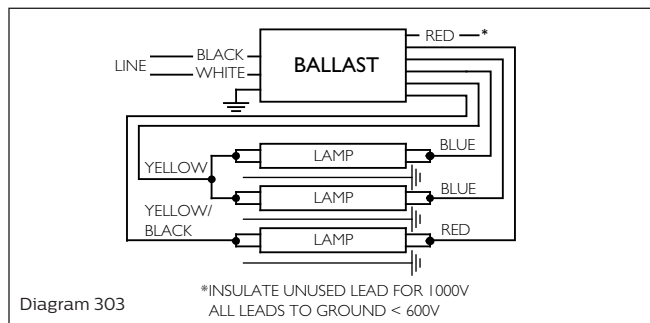 RED *
BLACK
LINE
WHITE
BALLAST
LAMP
BLUE
YELLOW
LAMP
BLUE
YELLOW/
BLACK
LAMP
RED
*INSULATE UNUSED LEAD FOR 1000V
ALL LEADS TO GROUND < 600V
Diagram 303